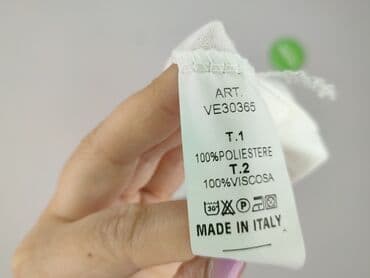 ART.
VE30365
T.1
100%POLIESTERE
T.2
100%VISCOSA
MADE IN ITALY